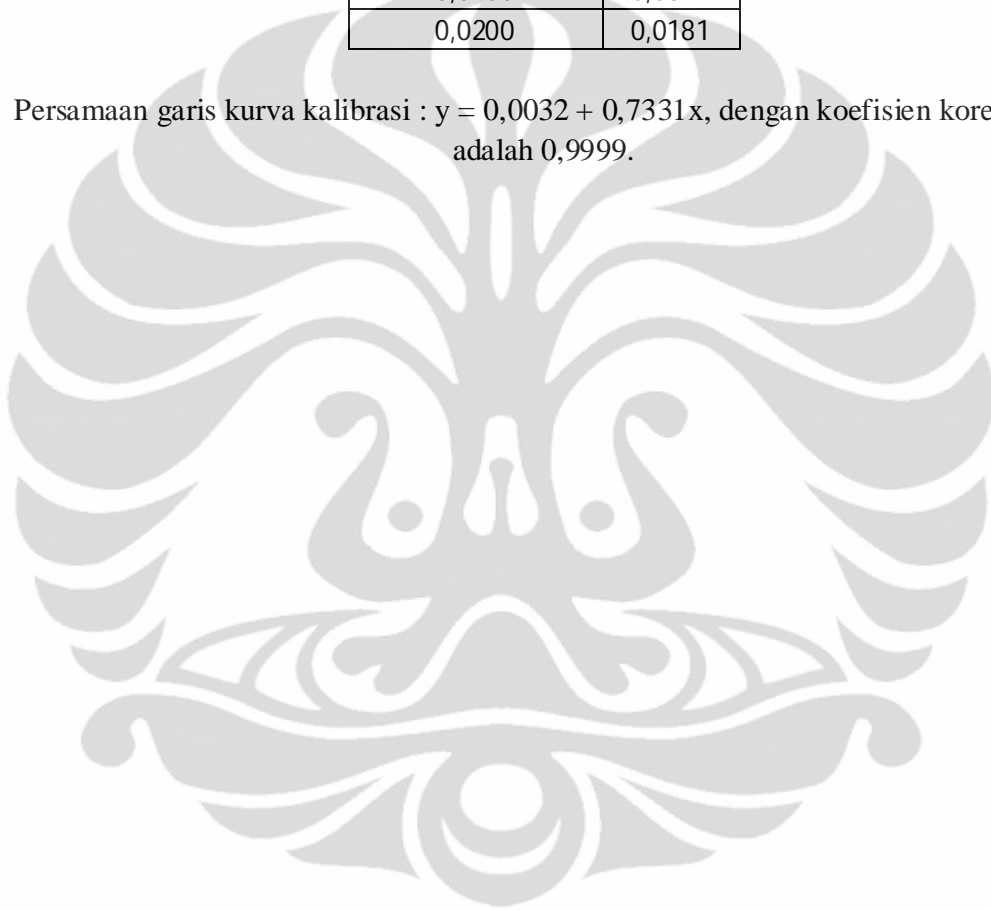 0,0200 0,0181
Persamaan garis kurva kalibrasi : y = 0,0032 + 0,7331x, dengan koefisien kore
adalah 0,9999.